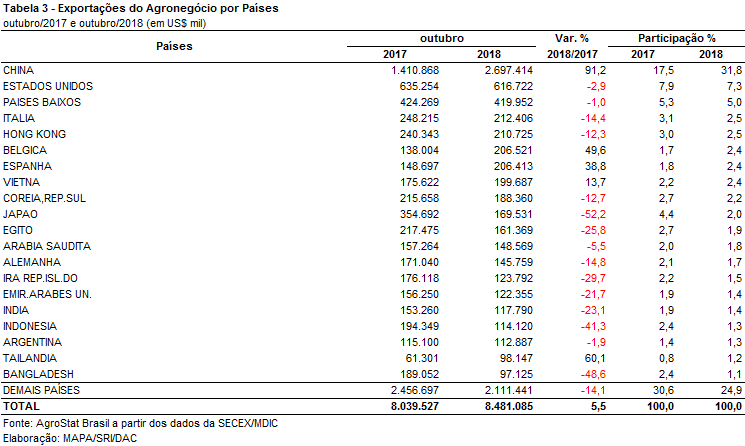 Tabela 3 - Exportações do Agronegócio por Países
outubro/2017 e outubro/2018 (em US$ mil)
Países outubro Var. % Participação %
2017 2018 2018/2017 2017 2018
CHINA 1.410.868 2.697.414 91,2 17,5 31,8
ESTADOS UNIDOS 635.254 616.722 -2,9 7,9 7,3
PAISES BAIXOS 424.269 419.952 -1,0 5,3 5,0
ITALIA 248.215 212.406 -14,4 3,1 2,5
HONG KONG 240.343 210.725 -12,3 3,0 2,5
BELGICA 138.004 206.521 49,6 1,7 2,4
ESPANHA 148.697 206.413 38,8 1,8 2,4
VIETNA 175.622 199.687 13,7 2,2 2,4
COREIA,REP.SUL 215.658 188.360 -12,7 2,7 2,2
JAPAO 354.692 169.531 -52,2 4,4 2,0
EGITO 217.475 161.369 -25,8 2,7 1,9
ARABIA SAUDITA 157.264 148.569 -5,5 2,0 1,8
ALEMANHA 171.040 145.759 -14,8 2,1 1,7
IRA REP.ISL.DO 176.118 123.792 -29,7 2,2 1,5
EMIR.ARABES UN. 156.250 122.355 -21,7 1,9 1,4
INDIA 153.260 117.790 -23,1 1,9 1,4
INDONESIA 194.349 114.120 -41,3 2,4 1,3
ARGENTINA 115.100 112.887 -1,9 1,4 1,3
TAILANDIA 61.301 98.147 60,1 0,8 1,2
BANGLADESH 189.052 97.125 -48,6 2,4 1,1
DEMAIS PAÍSES 2.456.697 2.111.441 -14,1 30,6 24,9
TOTAL 8.039.527 8.481.085 5,5 100,0 100,0
Fonte: AgroStat Brasil a partir dos dados da SECEX/MDIC
Elaboração: MAPA/SRI/DAC